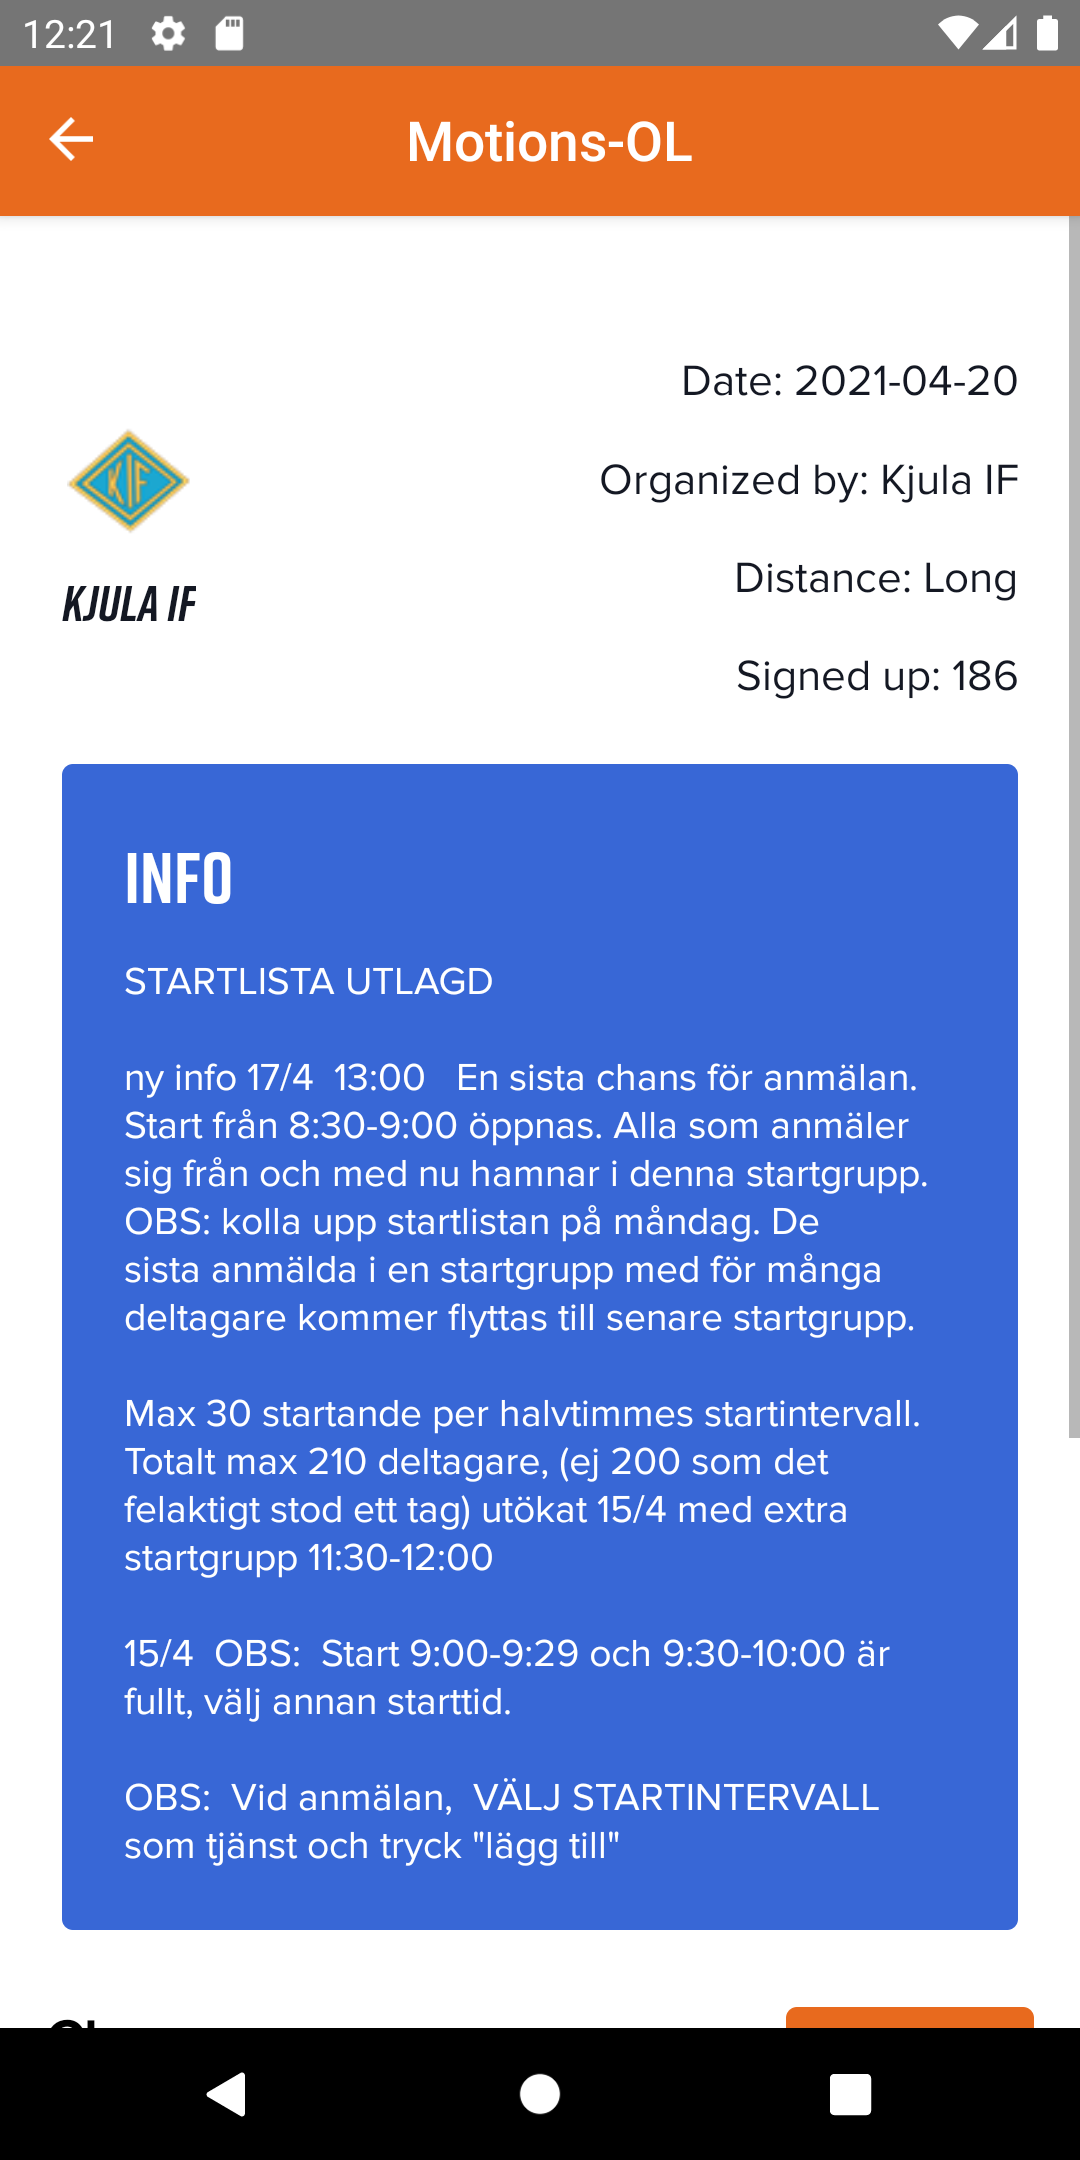 12:21
Motions-OL
Date: 2021-04-20
Organized by: Kjula IF
Distance: Long
Signed up: 186
KIF
KJULA IF
INFO
STARTLISTA UTLAGD
ny info 17/4  13:00   En sista chans för anmälan.
Start från 8:30-9:00 öppnas. Alla som anmäler
sig från och med nu hamnar i denna startgrupp.
OBS: kolla upp startlistan på måndag. De
sista anmälda i en startgrupp med för många
deltagare kommer flyttas till senare startgrupp.
Max 30 startande per halvtimmes startintervall.
Totalt max 210 deltagare, (ej 200 som det
felaktigt stod ett tag) utökat 15/4 med extra
startgrupp 11:30-12:00
15/4  OBS:  Start 9:00-9:29 och 9:30-10:00 är
fullt, välj annan starttid.
OBS:  Vid anmälan,  VÄLJ STARTINTERVALL
som tjänst och tryck "lägg till"